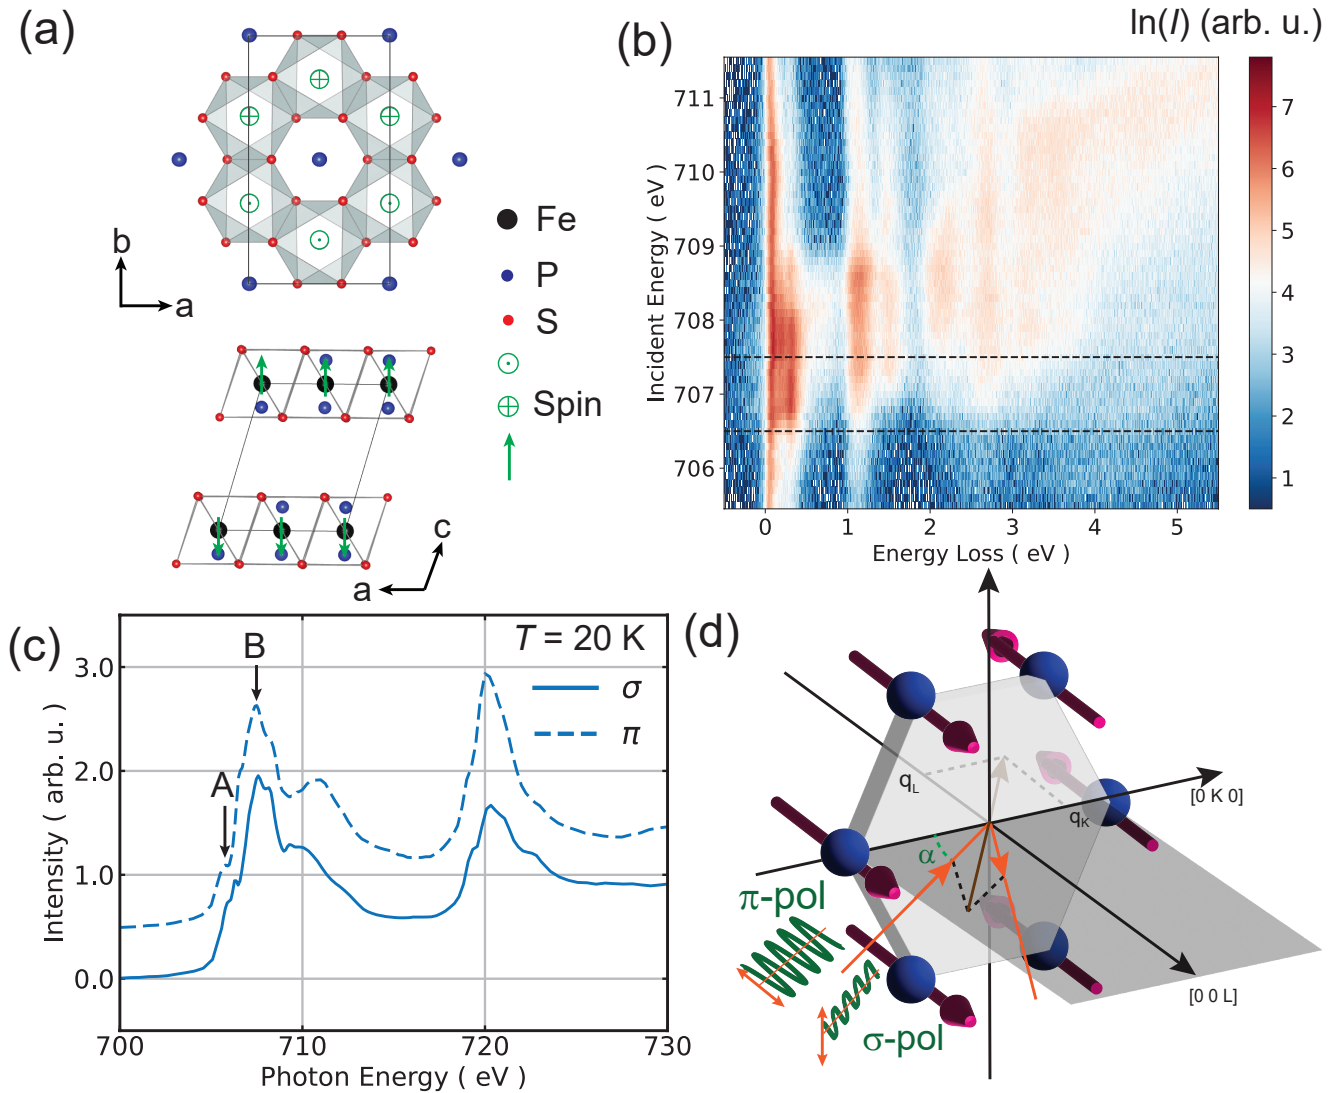 (a)
b
a
Fe
P
S
Spin
c
a
(b)
ln(I) (arb. u.)
711
710
709
708
707
706
Incident Energy ( eV )
0 1 2 3 4 5
Energy Loss ( eV )
7
6
5
4
3
2
1
(c)
T = 20 K
B
A
σ
π
3.0
2.0
1.0
0.0
Intensity ( arb. u. )
700 710 720 730
Photon Energy ( eV )
(d)
qL
qK
[0 K 0]
α
π-pol
σ-pol
[0 0 L]